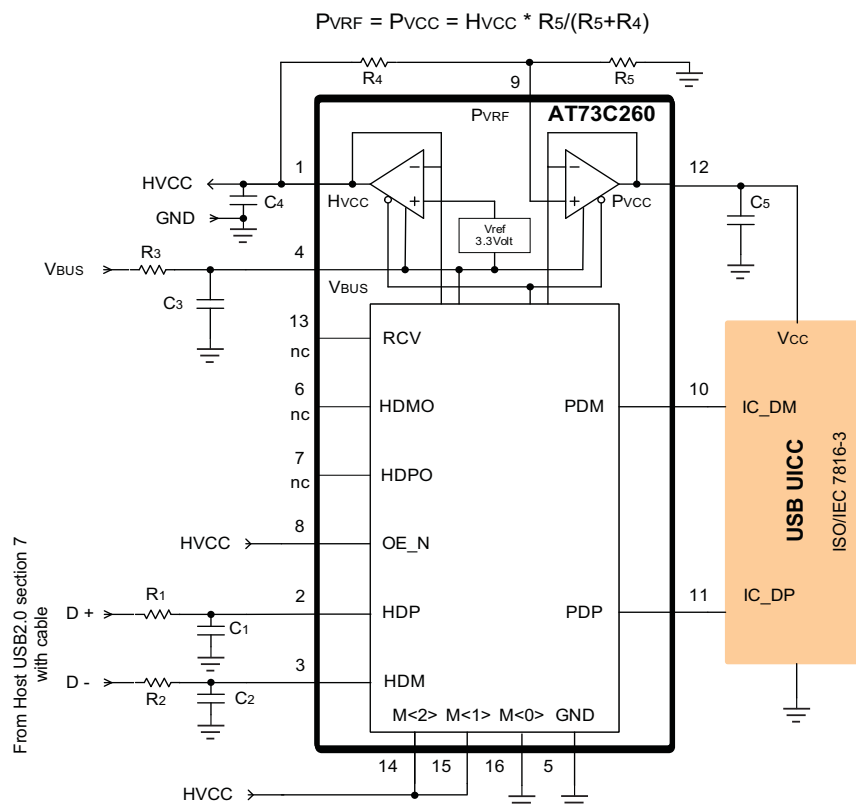 PVRF = PVCC = HVCC * R5/(R5+R4)
R4
R5
9
PVRF
AT73C260
1
12
HVCC
HVCC
PVCC
C4
C5
GND
Vref
3.3Volt
R3
4
VBUS
VBUS
C3
13
nc
RCV
VCC
6
nc
HDMO
PDM
10
IC_DM
7
nc
HDPO
USB UICC
ISO/IEC 7816-3
8
HVCC
OE_N
From Host USB2.0 section 7
with cable
D +
R1
2
HDP
C1
PDP
11
IC_DP
D -
R2
3
HDM
C2
M<2>
M<1>
M<0>
GND
14
15
16
5
HVCC